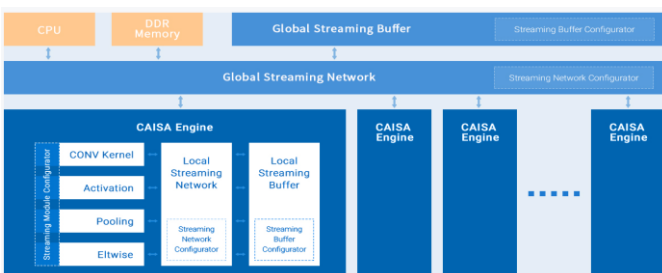 CPU
DDR
Memory
Global Streaming Buffer
Streaming Buffer Configurator
Global Streaming Network
Streaming Network Configurator
CAISA Engine
CAISA
Engine
CAISA
Engine
CAISA
Engine
Streaming Module Configurator
CONV Kernel
Activation
Pooling
Eltwise
Local
Streaming
Network
Streaming
Network
Configurator
Local
Streaming
Buffer
Streaming
Buffer
Configurator